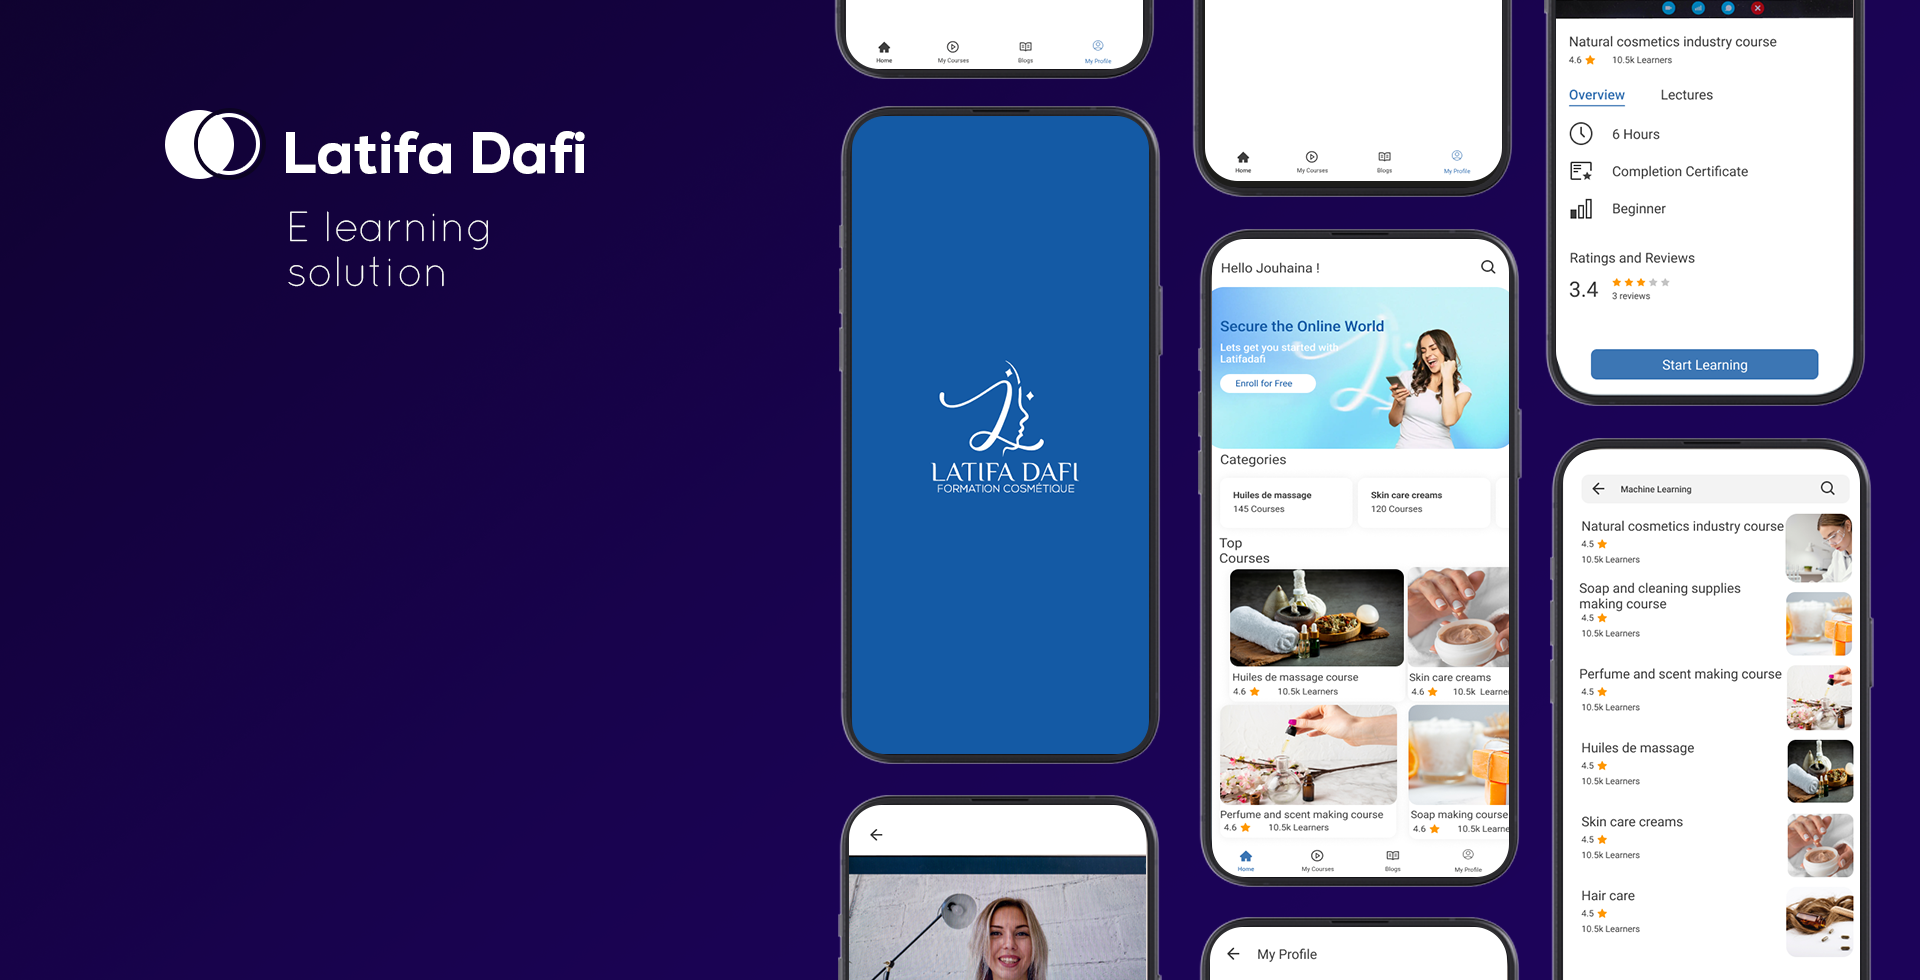 Latifa Dafi
E learning
solution
Home
My Courses
Blogs
My Profile
LATIFA DAFI
FORMATION COSMÉTIQUE
Home
My Courses
Blogs
My Profile
Hello Jouhaina !
Secure the Online World
Lets get you started with
Latifadafi
Enroll for Free
Categories
Huiles de massage
145 Courses
Skin care creams
120 Courses
Top
Courses
Huiles de massage course
4.6
10.5k Learners
Skin care creams
4.6
10.5k Learne
Perfume and scent making course
4.6
10.5k Learners
Soap making course
4.6
10.5k Learne
Home
My Courses
Blogs
My Profile
My Profile
Natural cosmetics industry course
4.6
10.5k Learners
Overview
Lectures
6 Hours
Completion Certificate
Beginner
Ratings and Reviews
3.4
3 reviews
Start Learning
Machine Learning
Natural cosmetics industry course
4.5
10.5k Learners
Soap and cleaning supplies
making course
4.5
10.5k Learners
Perfume and scent making course
4.5
10.5k Learners
Huiles de massage
4.5
10.5k Learners
Skin care creams
4.5
10.5k Learners
Hair care
4.5
10.5k Learners